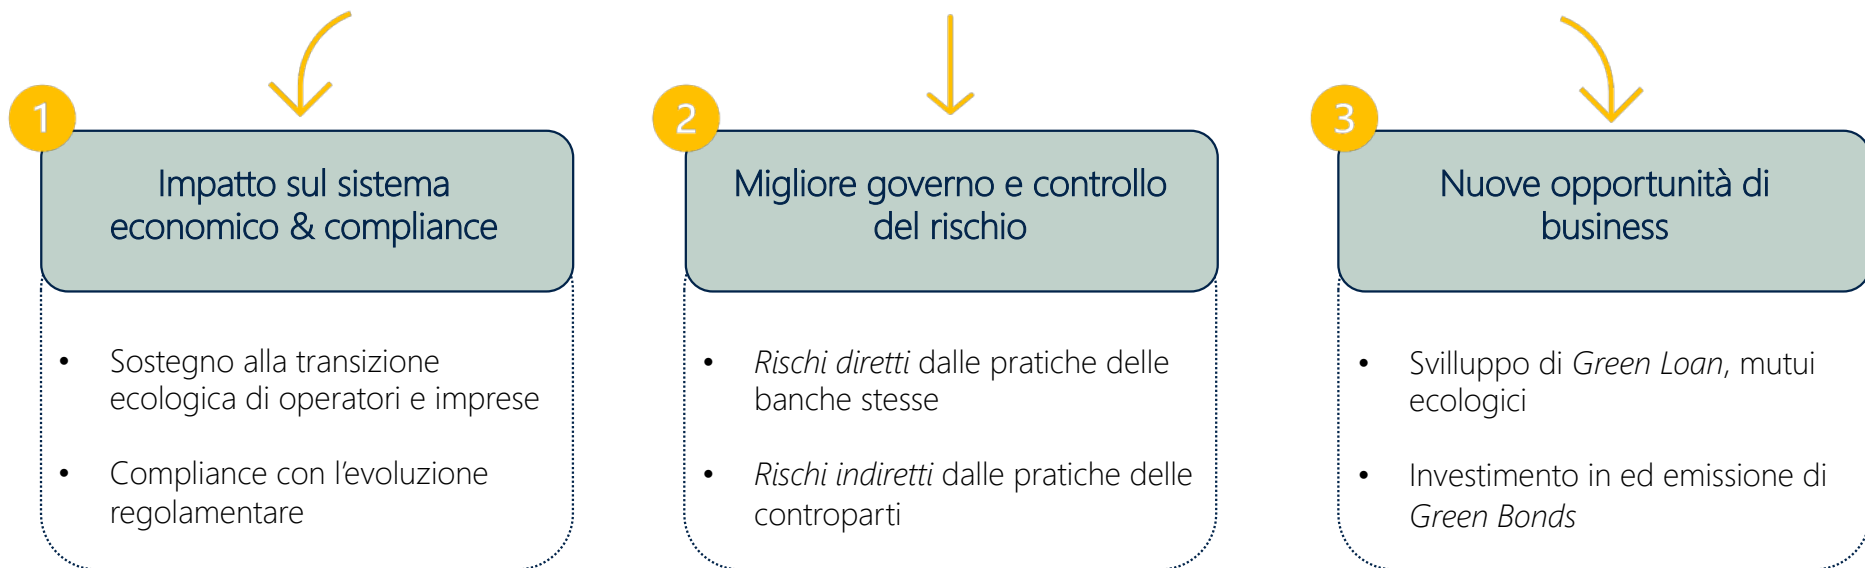 1
Impatto sul sistema
economico & compliance
• Sostegno alla transizione
ecologica di operatori e imprese
• Compliance con l'evoluzione
regolamentare
2
Migliore governo e controllo
del rischio
• Rischi diretti dalle pratiche delle
banche stesse
• Rischi indiretti dalle pratiche delle
controparti
3
Nuove opportunità di
business
• Svilluppo di Green Loan, mutui
ecologici
• Investimento in ed emissione di
Green Bonds